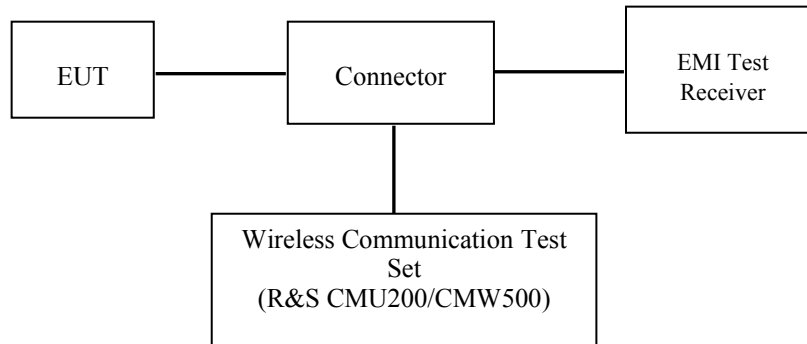 EUT
Connector
EMI Test
Receiver
Wireless Communication Test
Set
(R&S CMU200/CMW500)